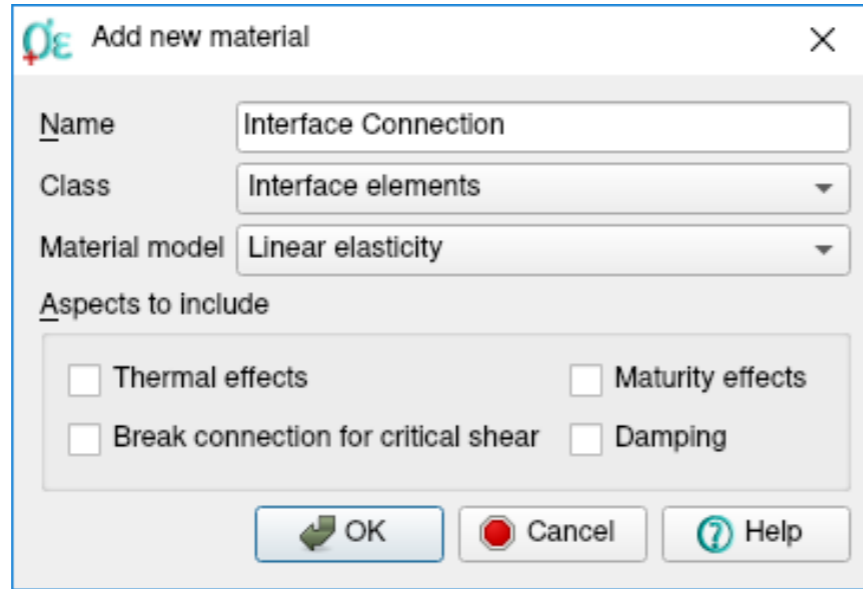 σε Add new material
Name Interface Connection
Class Interface elements
Material model Linear elasticity
Aspects to include
Thermal effects Maturity effects
Break connection for critical shear Damping
OK Cancel ? Help